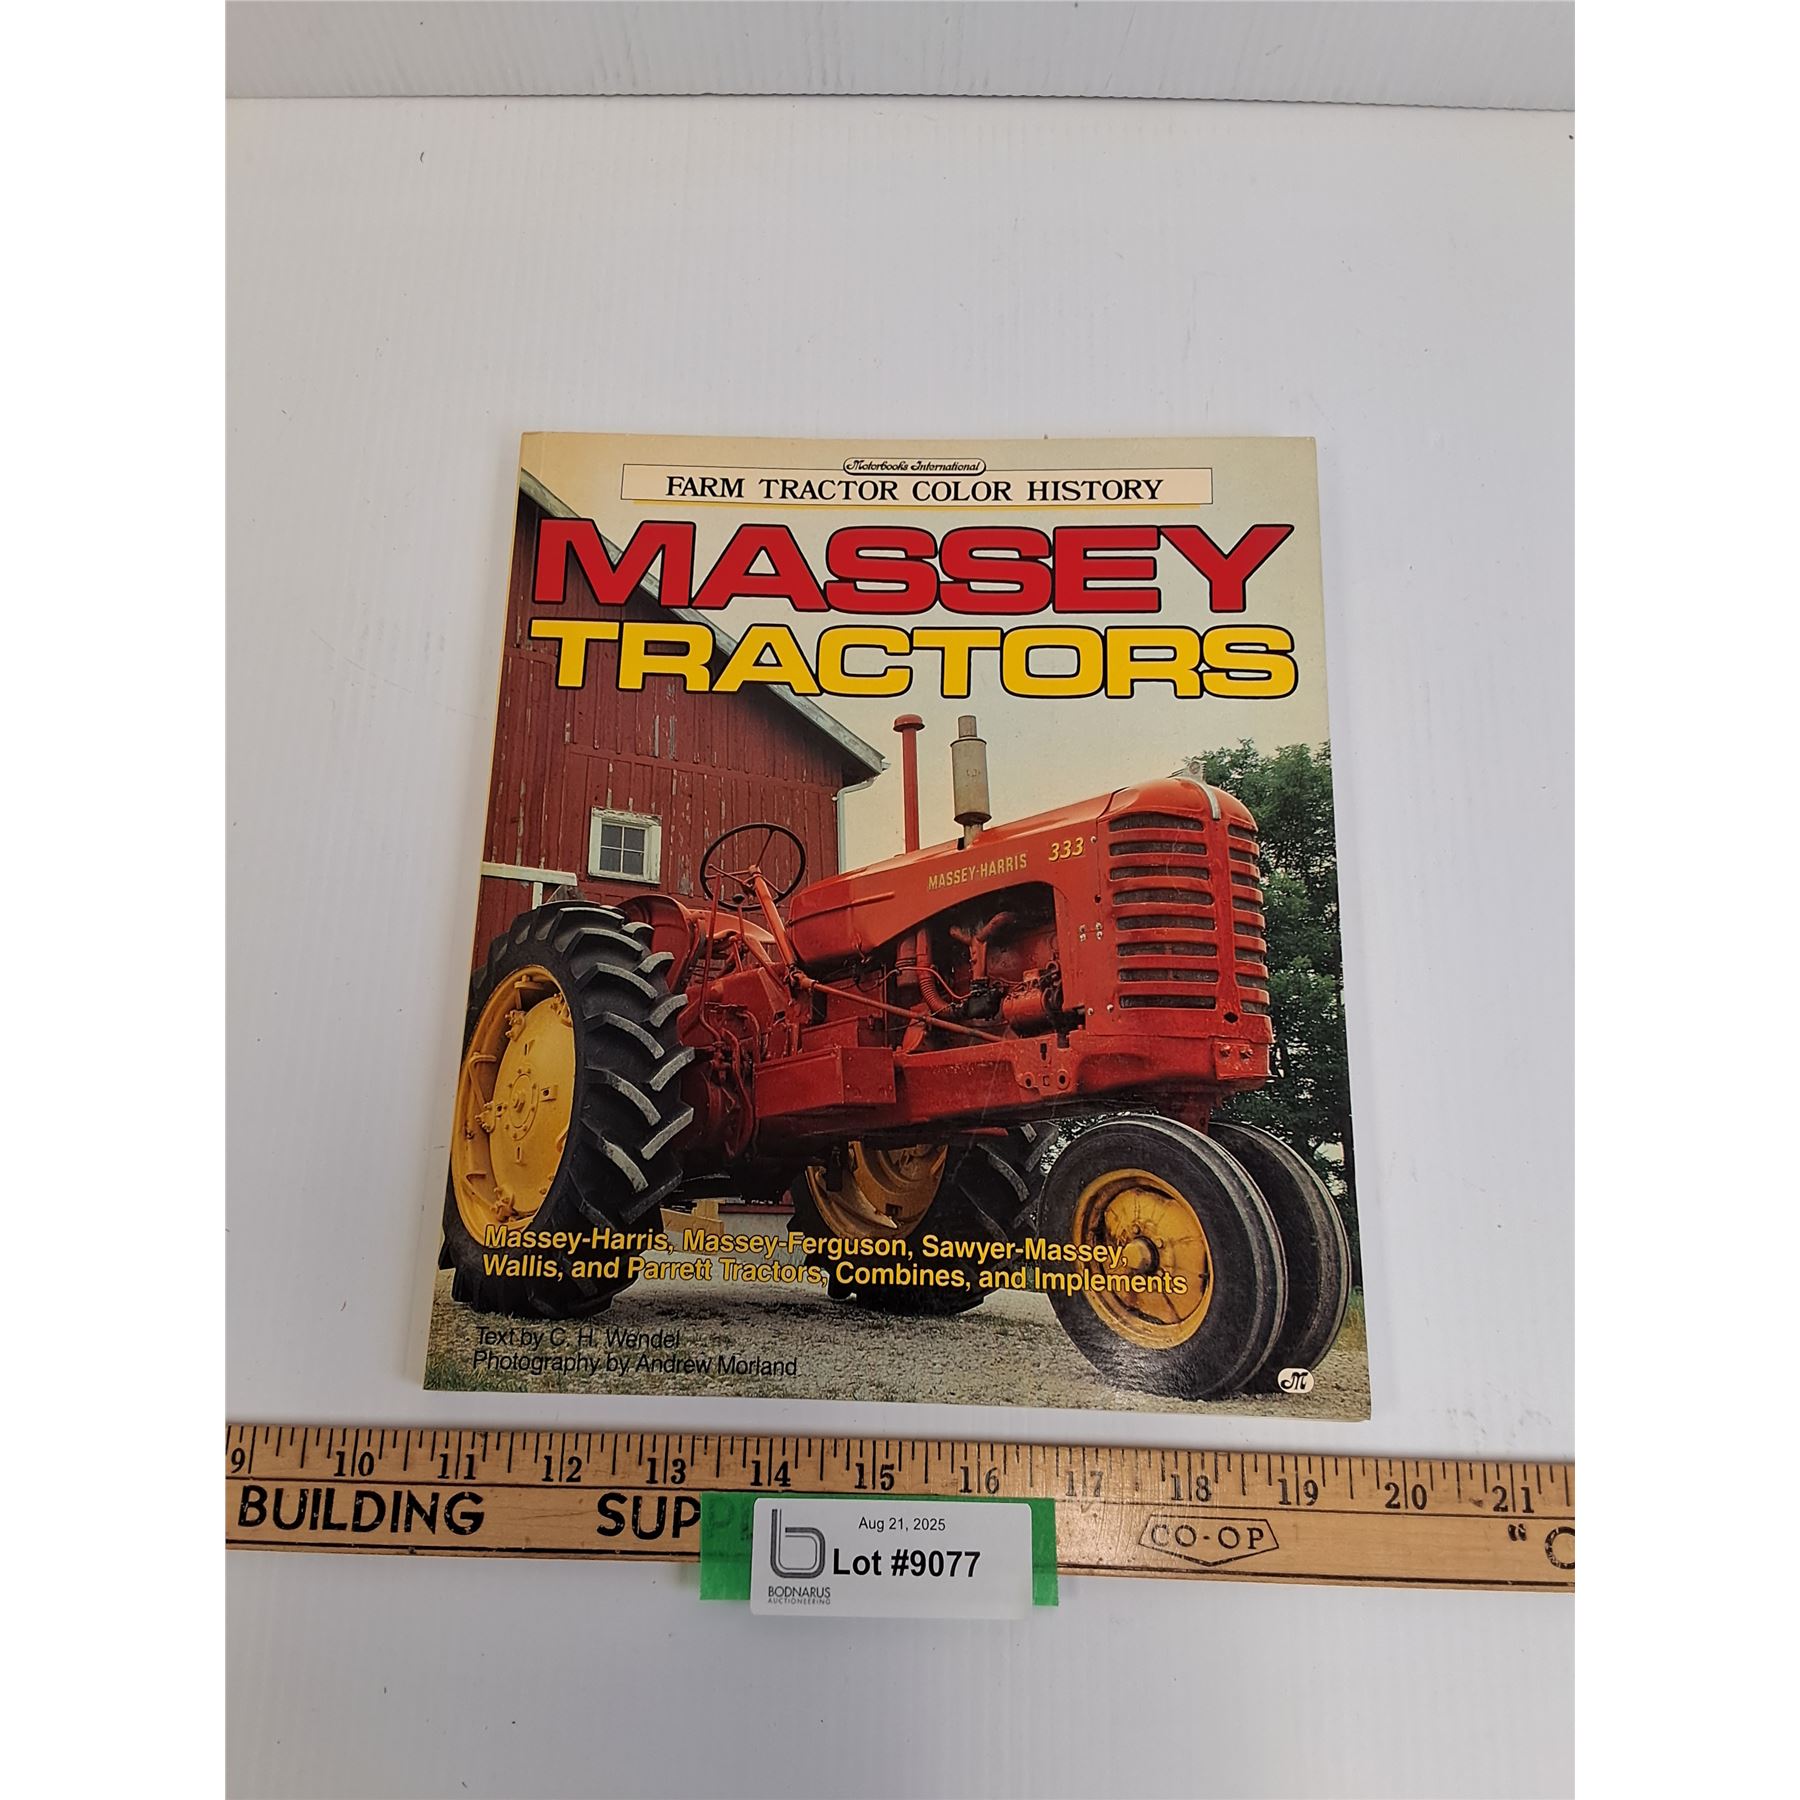 Motorbooks International
FARM TRACTOR COLOR HISTORY
MASSEY
TRACTORS
MASSEY-HARRIS 333
Massey-Harris, Massey-Ferguson, Sawyer-Massey,
Wallis, and Parrett Tractors, Combines, and Implements
Text by C. H. Wendel
Photography by Andrew Morland
M
9 10 11 12 13 14 15 16 17 18 19 20 21
BUILDING SUPP CO-OP "C
Aug 21, 2025
Lot #9077
b
BODNARUS
AUCTIONEERING